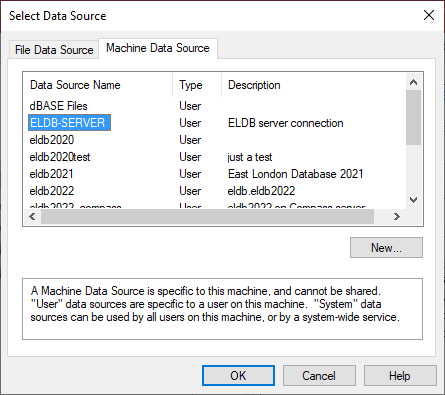 Select Data Source
File Data Source Machine Data Source
Data Source Name Type Description
dBASE Files User
ELDB-SERVER User ELDB server connection
eldb2020 User
eldb2020test User just a test
eldb2021 User East London Database 2021
eldb2022 User eldb.eldb2022
eldb2022_compass User eldb2022 on Compass server
New...
A Machine Data Source is specific to this machine, and cannot be shared.
"User" data sources are specific to a user on this machine. "System" data
sources can be used by all users on this machine, or by a system-wide service.
OK Cancel Help